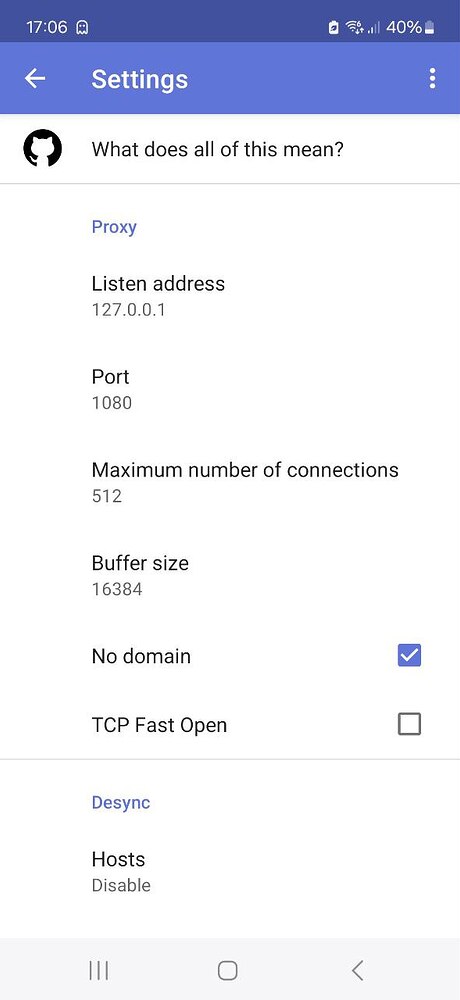 17:06 40%
Settings
What does all of this mean?
Proxy
Listen address
127.0.0.1
Port
1080
Maximum number of connections
512
Buffer size
16384
No domain
TCP Fast Open
Desync
Hosts
Disable